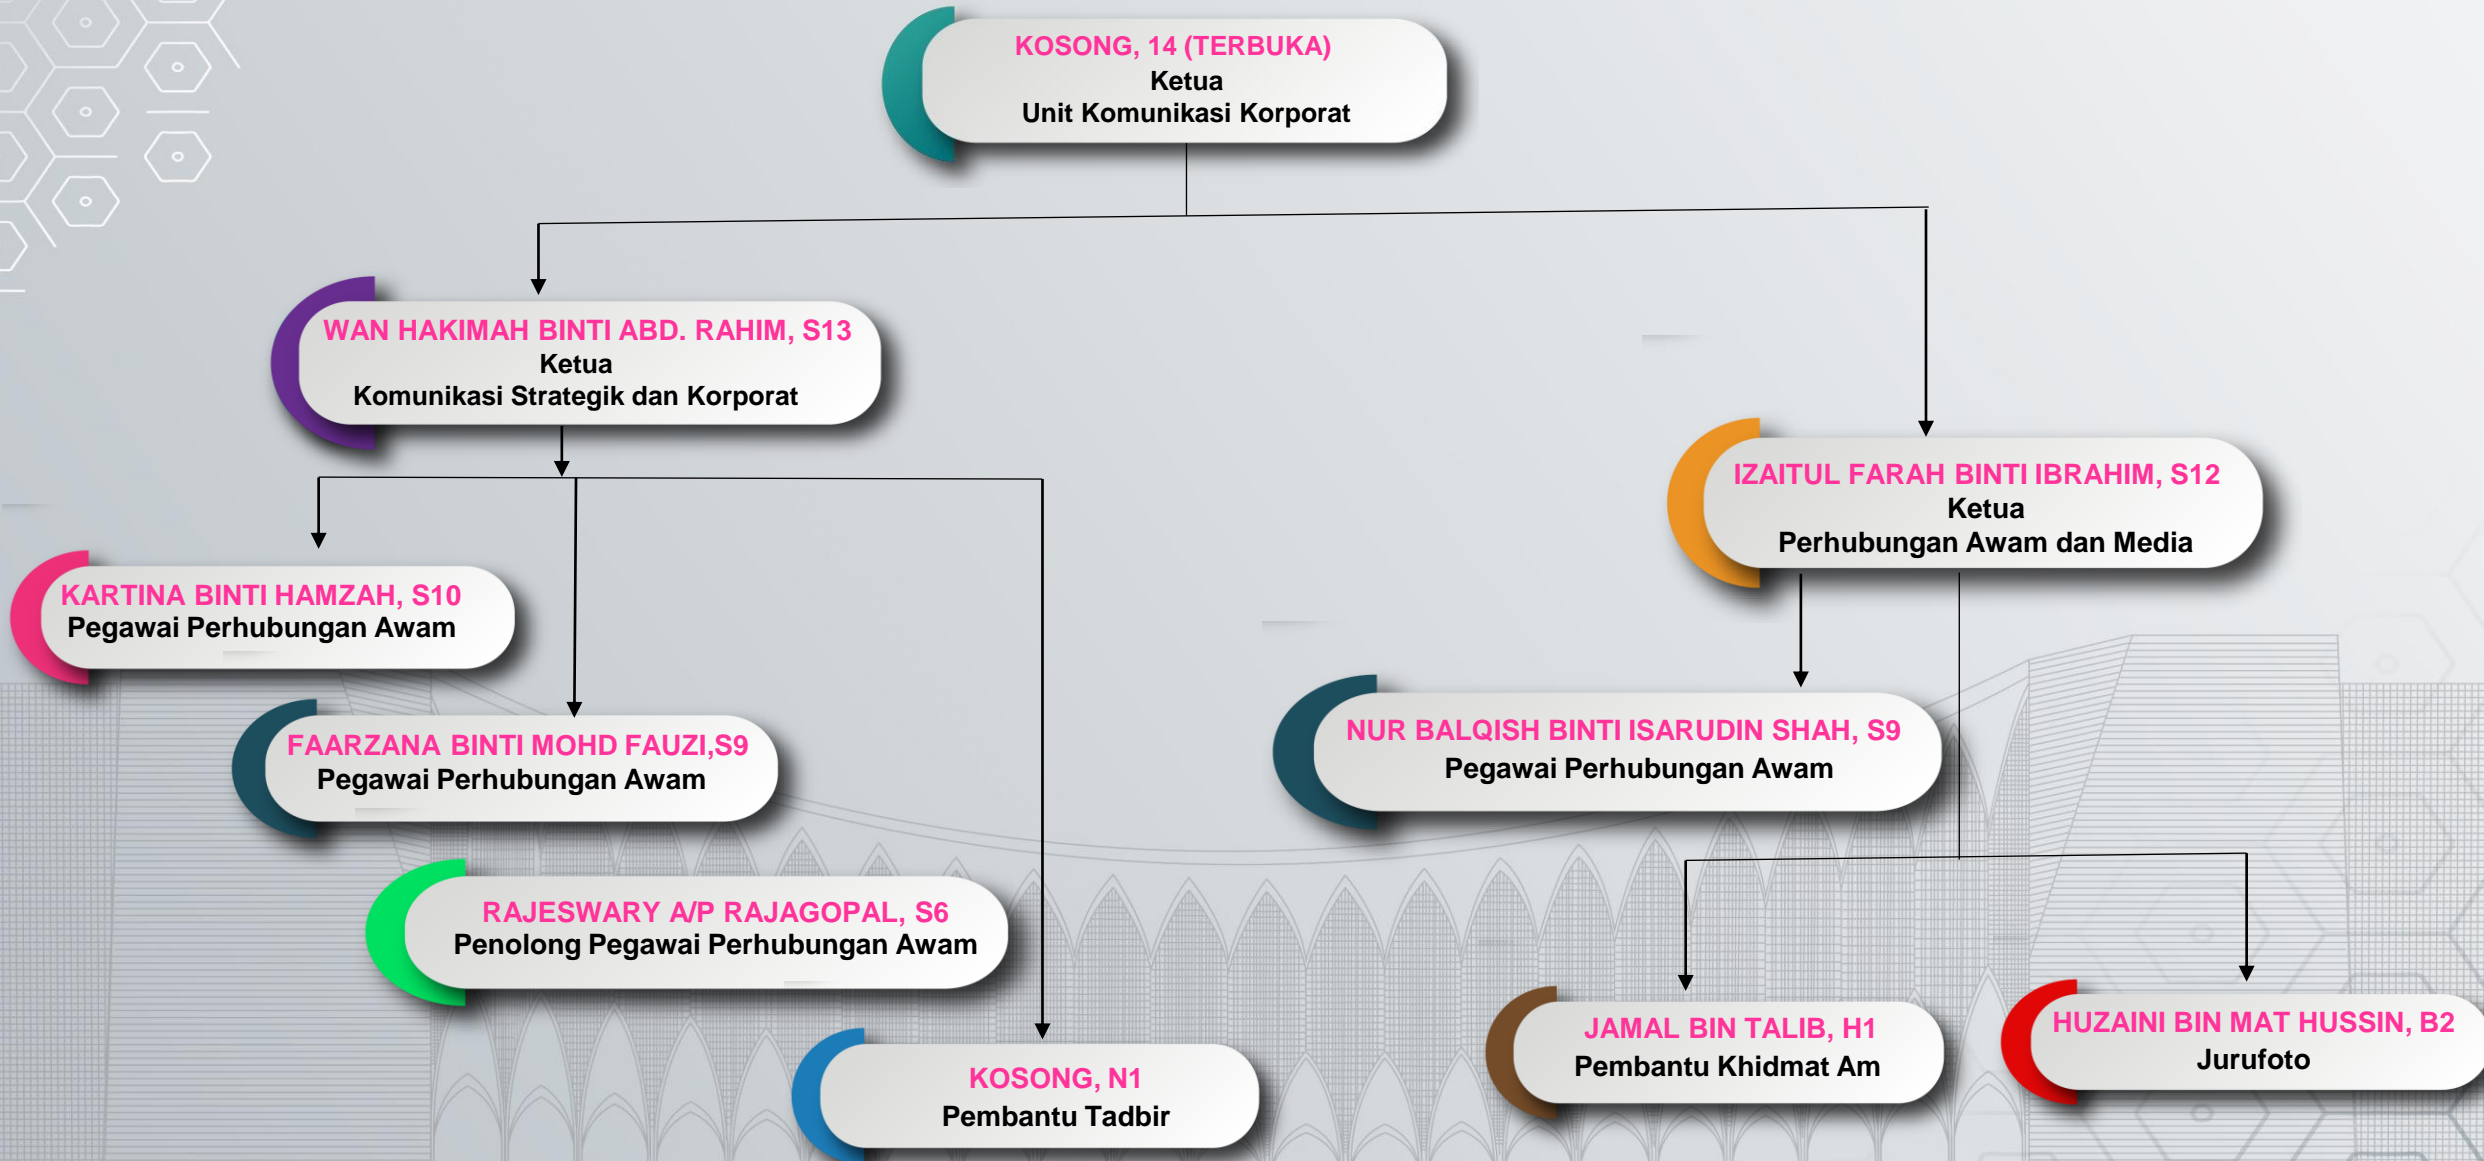 KOSONG, 14 (TERBUKA)
Ketua
Unit Komunikasi Korporat
WAN HAKIMAH BINTI ABD. RAHIM, S13
Ketua
Komunikasi Strategik dan Korporat
IZAITUL FARAH BINTI IBRAHIM, S12
Ketua
Perhubungan Awam dan Media
KARTINA BINTI HAMZAH, S10
Pegawai Perhubungan Awam
FAARZANA BINTI MOHD FAUZI,S9
Pegawai Perhubungan Awam
NUR BALQISH BINTI ISARUDIN SHAH, S9
Pegawai Perhubungan Awam
RAJESWARY A/P RAJAGOPAL, S6
Penolong Pegawai Perhubungan Awam
KOSONG, N1
Pembantu Tadbir
JAMAL BIN TALIB, H1
Pembantu Khidmat Am
HUZAINI BIN MAT HUSSIN, B2
Jurufoto